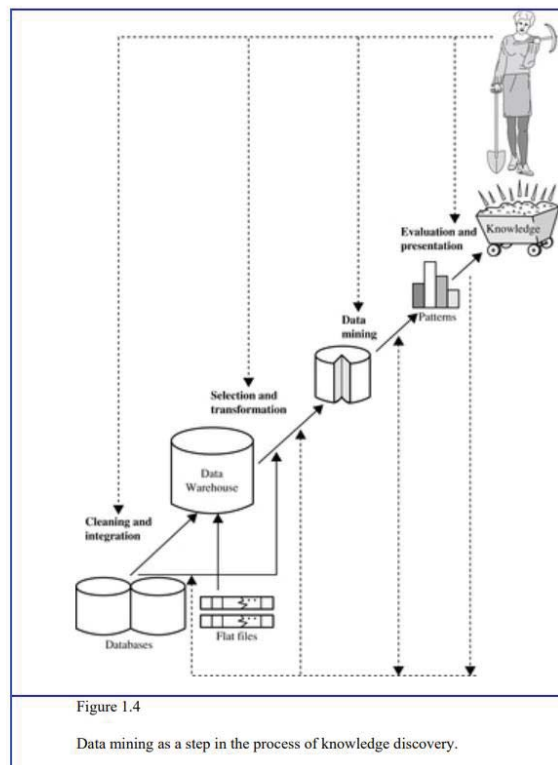 Knowledge
Evaluation and
presentation
Patterns
Data
mining
Selection and
transformation
Data
Warehouse
Cleaning and
integration
Databases
Flat files
Figure 1.4
Data mining as a step in the process of knowledge discovery.